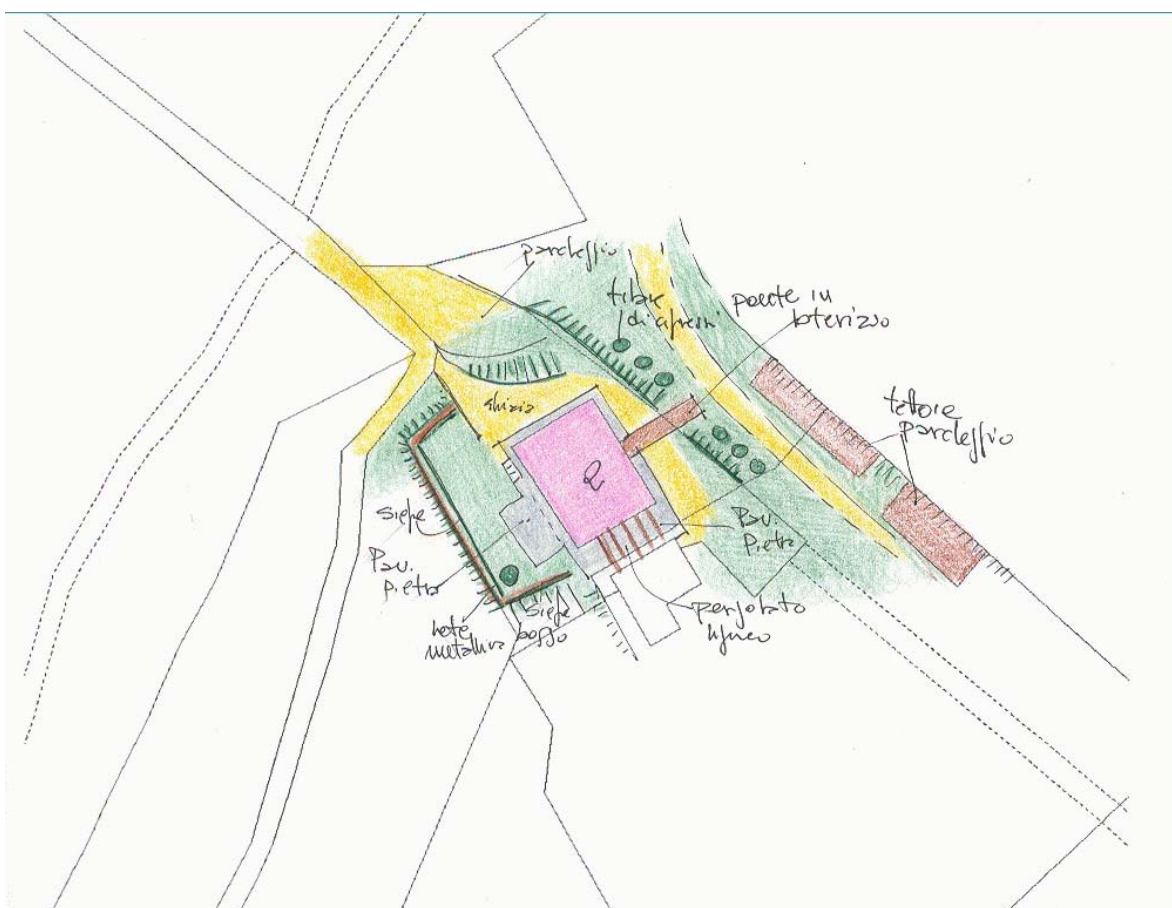 parcheggio
filare
di cipressi
ponte in
laterizio
tettoie
parcheggio
ghiaia
R
siepe
Pav.
pietra
Pav.
Pietra
rete
metallica
siepe
bosso
pergolato
ligneo